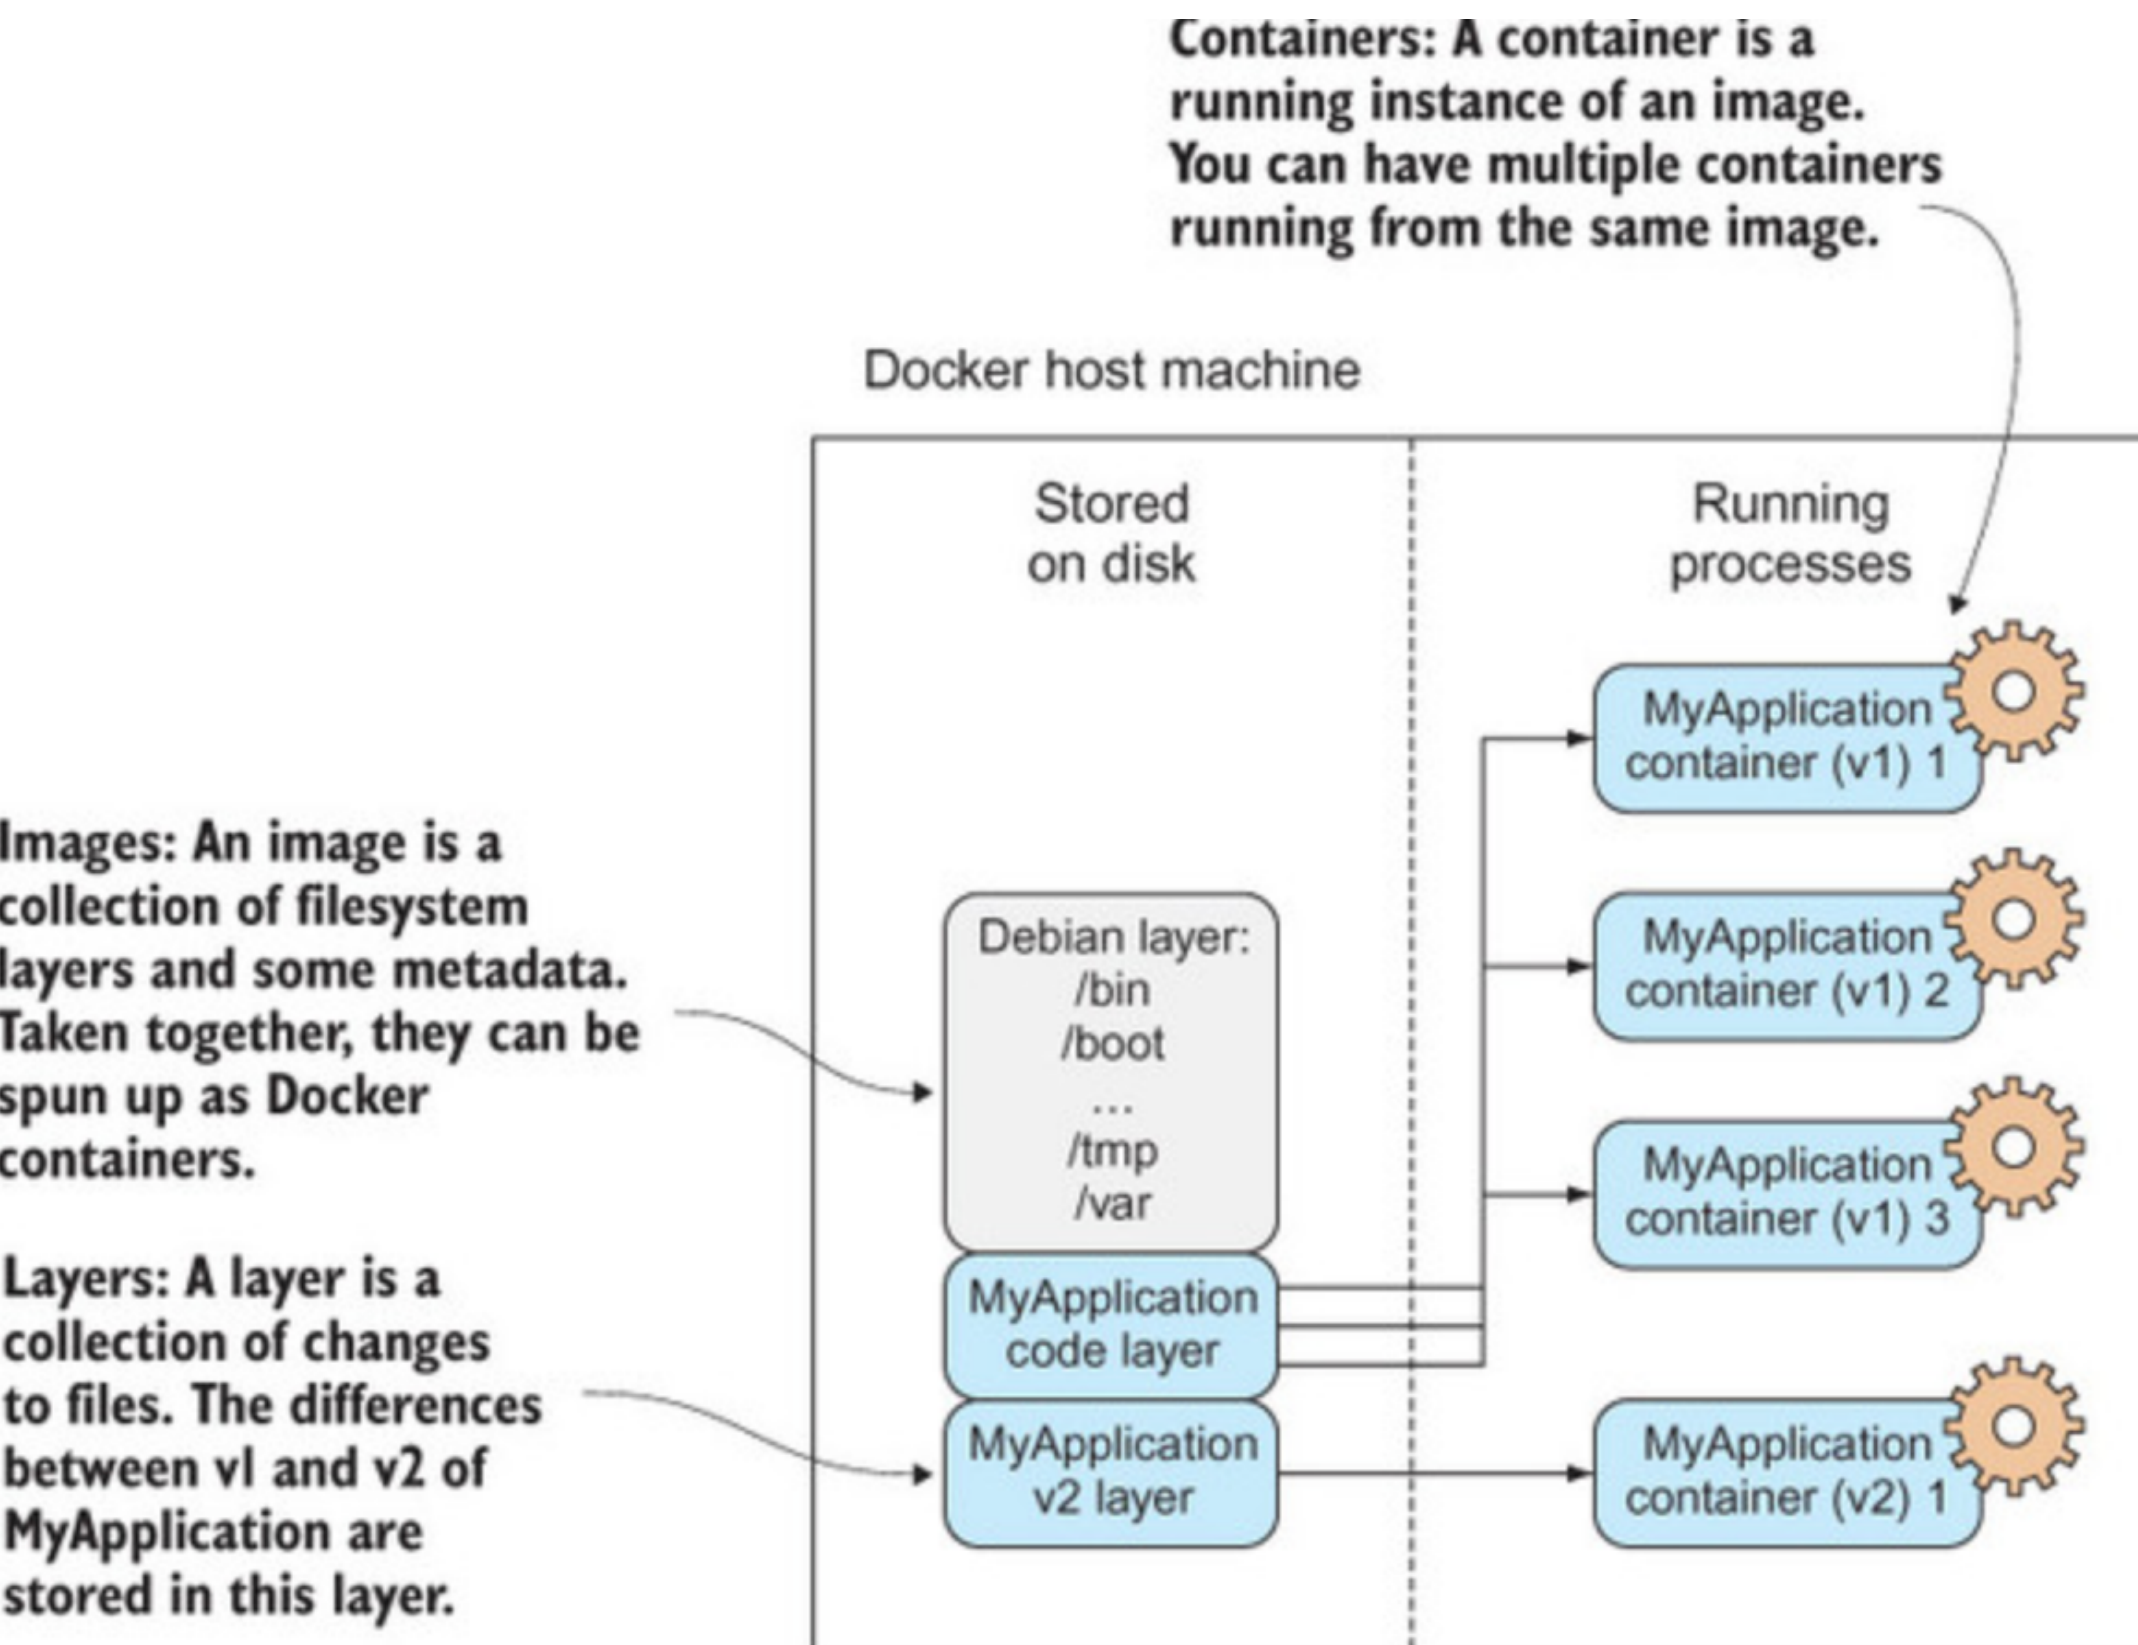 Containers: A container is a
running instance of an image.
You can have multiple containers
running from the same image.
Docker host machine
Stored
on disk
Running
processes
MyApplication
container (v1) 1
Images: An image is a
collection of filesystem
layers and some metadata.
Taken together, they can be
spun up as Docker
containers.
Debian layer:
/bin
/boot
...
/tmp
/var
MyApplication
container (v1) 2
MyApplication
container (v1) 3
Layers: A layer is a
collection of changes
to files. The differences
between v1 and v2 of
MyApplication are
stored in this layer.
MyApplication
code layer
MyApplication
v2 layer
MyApplication
container (v2) 1